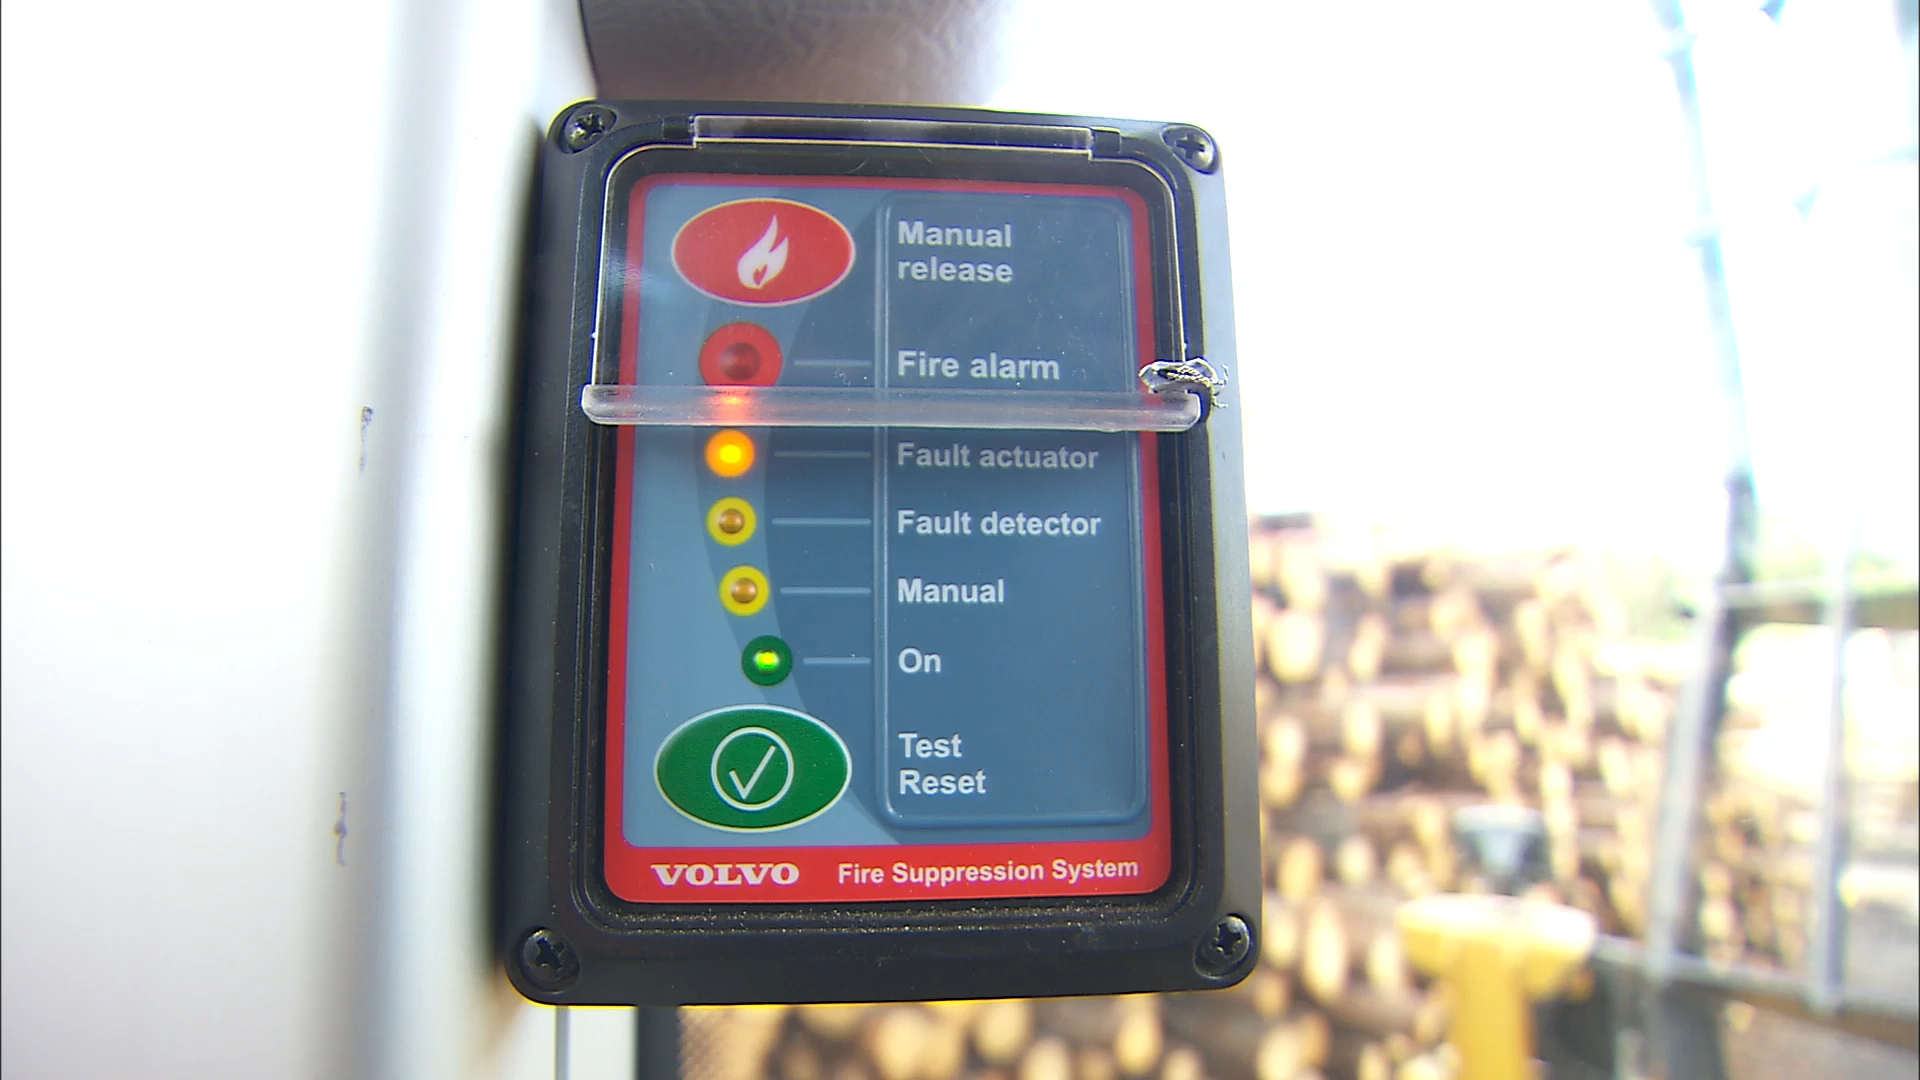 Manual
release
Fire alarm
Fault actuator
Fault detector
Manual
On
Test
Reset
VOLVO Fire Suppression System